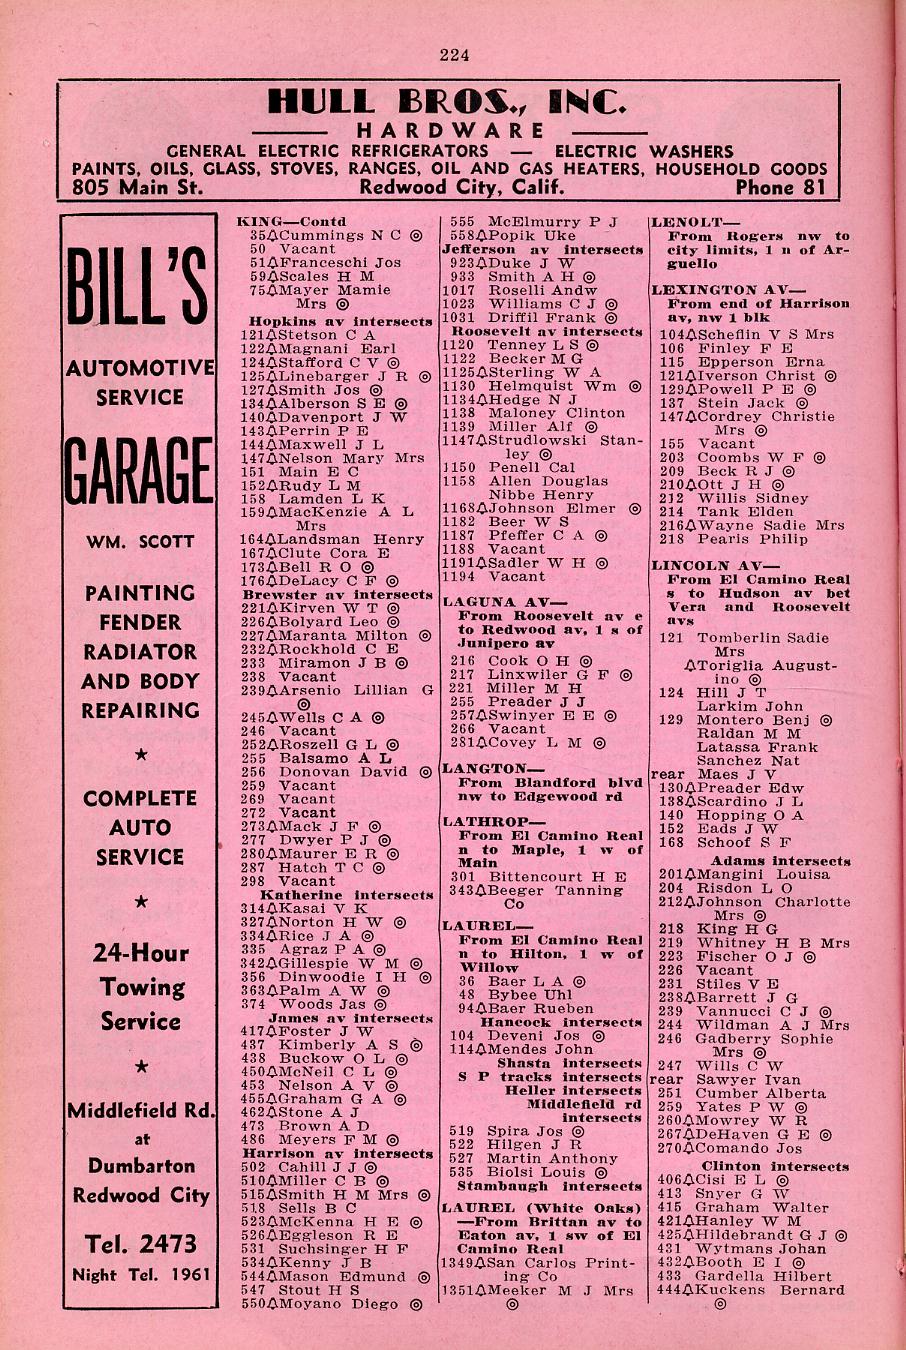 224
HULL BROS., INC.
HARDWARE
GENERAL ELECTRIC REFRIGERATORS — ELECTRIC WASHERS
PAINTS, OILS, GLASS, STOVES, RANGES, OIL AND GAS HEATERS, HOUSEHOLD GOODS
805 Main St. Redwood City, Calif. Phone 81
BILL'S
AUTOMOTIVE
SERVICE
GARAGE
WM. SCOTT
PAINTING
FENDER
RADIATOR
AND BODY
REPAIRING
★
COMPLETE
AUTO
SERVICE
★
24-Hour
Towing
Service
★
Middlefield Rd.
at
Dumbarton
Redwood City
Tel. 2473
Night Tel. 1961
KING—Contd
35△Cummings N C ◎
50 Vacant
51△Franceschi Jos
59△Scales H M
75△Mayer Mamie
Mrs ◎
Hopkins av intersects
121△Stetson C A
122△Magnani Earl
124△Stafford C V ◎
125△Linebarger J R ◎
127△Smith Jos ◎
134△Alberson S E ◎
140△Davenport J W
143△Perrin P E
144△Maxwell J L
147△Nelson Mary Mrs
151 Main E C
152△Rudy L M
158 Lamden L K
159△MacKenzie A L
Mrs
164△Landsman Henry
167△Clute Cora E
173△Bell R O ◎
176△DeLacy C F ◎
Brewster av intersects
221△Kirven W T ◎
226△Bolyard Leo ◎
227△Maranta Milton ◎
232△Rockhold C E
233 Miramon J B ◎
238 Vacant
239△Arsenio Lillian G
◎
245△Wells C A ◎
246 Vacant
252△Roszell G L ◎
255 Balsamo A L
256 Donovan David ◎
259 Vacant
269 Vacant
272 Vacant
273△Mack J F ◎
277 Dwyer P J ◎
280△Maurer E R ◎
287 Hatch T C ◎
298 Vacant
Katherine intersects
314△Kasai V K
327△Norton H W ◎
334△Rice J A ◎
335 Agraz P A ◎
342△Gillespie W M ◎
356 Dinwoodie I H ◎
363△Palm A W ◎
374 Woods Jas ◎
James av intersects
417△Foster J W
437 Kimberly A S ◎
438 Buckow O L ◎
450△McNeil C L ◎
453 Nelson A V ◎
455△Graham G A ◎
462△Stone A J
473 Brown A D
486 Meyers F M ◎
Harrison av intersects
502 Cahill J J ◎
510△Miller C B ◎
515△Smith H M Mrs ◎
518 Sells B C
523△McKenna H E ◎
526△Eggleson R E
531 Suchsinger H F
534△Kenny J B
544△Mason Edmund ◎
547 Stout H S
550△Moyano Diego ◎
555 McElmurry P J
558△Popik Uke
Jefferson av intersects
923△Duke J W
933 Smith A H ◎
1017 Roselli Andw
1023 Williams C J ◎
1031 Driffil Frank ◎
Roosevelt av intersects
1120 Tenney L S ◎
1122 Becker M G
1125△Sterling W A
1130 Helmquist Wm ◎
1134△Hedge N J
1138 Maloney Clinton
1139 Miller Alf ◎
1147△Strudlowski Stan-
ley ◎
1150 Penell Cal
1158 Allen Douglas
Nibbe Henry
1168△Johnson Elmer ◎
1182 Beer W S
1187 Pfeffer C A ◎
1188 Vacant
1191△Sadler W H ◎
1194 Vacant
LAGUNA AV—
From Roosevelt av e
to Redwood av, 1 s of
Junipero av
216 Cook O H ◎
217 Linxwiler G F ◎
221 Miller M H
255 Preader J J
257△Swinyer E E ◎
266 Vacant
281△Covey L M ◎
LANGTON—
From Blandford blvd
nw to Edgewood rd
LATHROP—
From El Camino Real
n to Maple, 1 w of
Main
301 Bittencourt H E
343△Beeger Tanning
Co
LAUREL—
From El Camino Real
n to Hilton, 1 w of
Willow
36 Baer L A ◎
48 Bybee Uhl
94△Baer Rueben
Hancock intersects
104 Deveni Jos ◎
114△Mendes John
Shasta intersects
S P tracks intersects
Heller intersects
Middlefield rd
intersects
519 Spira Jos ◎
522 Hilgen J R
527 Martin Anthony
535 Biolsi Louis ◎
Stambaugh intersects
LAUREL (White Oaks)
—From Brittan av to
Eaton av, 1 sw of El
Camino Real
1349△San Carlos Print-
ing Co
1351△Meeker M J Mrs
◎
LENOLT—
From Rogers nw to
city limits, 1 n of Ar-
guello
LEXINGTON AV—
From end of Harrison
av, nw 1 blk
104△Scheflin V S Mrs
106 Finley F E
115 Epperson Erna
121△Iverson Christ ◎
129△Powell P E ◎
137 Stein Jack ◎
147△Cordrey Christie
Mrs ◎
155 Vacant
203 Coombs W F ◎
209 Beck R J ◎
210△Ott J H ◎
212 Willis Sidney
214 Tank Elden
216△Wayne Sadie Mrs
218 Pearis Philip
LINCOLN AV—
From El Camino Real
s to Hudson av bet
Vera and Roosevelt
avs
121 Tomberlin Sadie
Mrs
△Toriglia August-
ino ◎
124 Hill J T
Larkim John
129 Montero Benj ◎
Raldan M M
Latassa Frank
Sanchez Nat
rear Maes J V
130△Preader Edw
138△Scardino J L
140 Hopping O A
152 Eads J W
168 Schoof S F
Adams intersects
201△Mangini Louisa
204 Risdon L O
212△Johnson Charlotte
Mrs ◎
218 King H G
219 Whitney H B Mrs
223 Fischer O J ◎
226 Vacant
231 Stiles V E
238△Barrett J G
239 Vannucci C J ◎
244 Wildman A J Mrs
246 Gadberry Sophie
Mrs ◎
247 Wills C W
rear Sawyer Ivan
251 Cumber Alberta
259 Yates P W ◎
260△Mowrey W R
267△DeHaven G E ◎
270△Comando Jos
Clinton intersects
406△Cisi E L ◎
413 Snyer G W
415 Graham Walter
421△Hanley W M
425△Hildebrandt G J ◎
431 Wytmans Johan
432△Booth E I ◎
433 Gardella Hilbert
444△Kuckens Bernard
◎